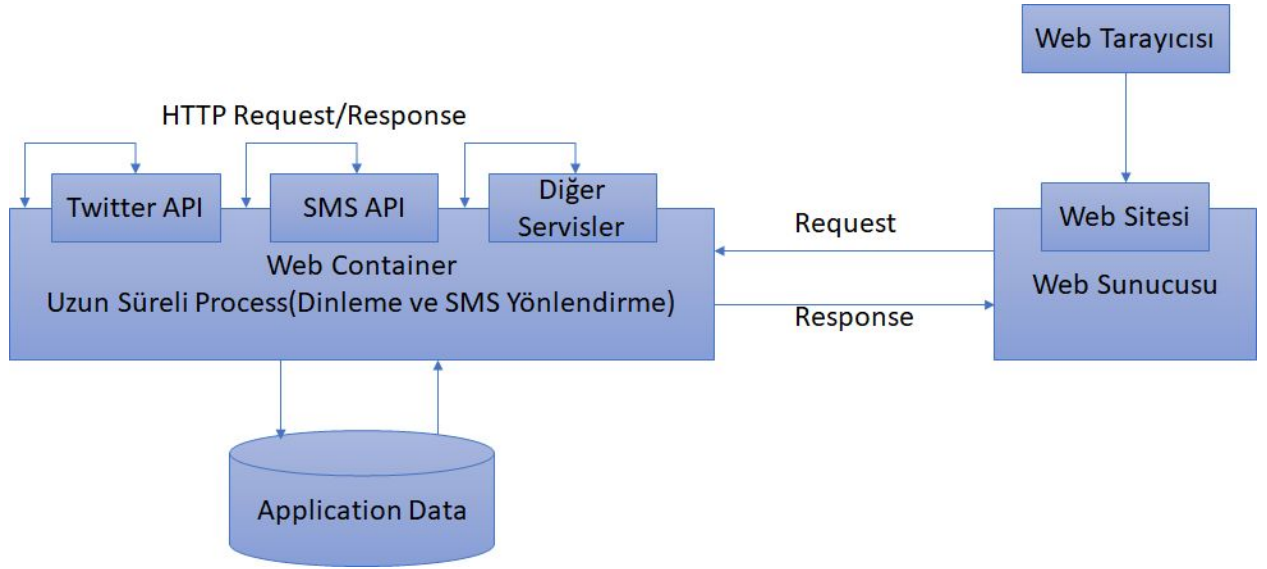 Web Tarayıcısı
HTTP Request/Response
Twitter API
SMS API
Diğer
Servisler
Web Container
Uzun Süreli Process(Dinleme ve SMS Yönlendirme)
Request
Response
Web Sitesi
Web Sunucusu
Application Data